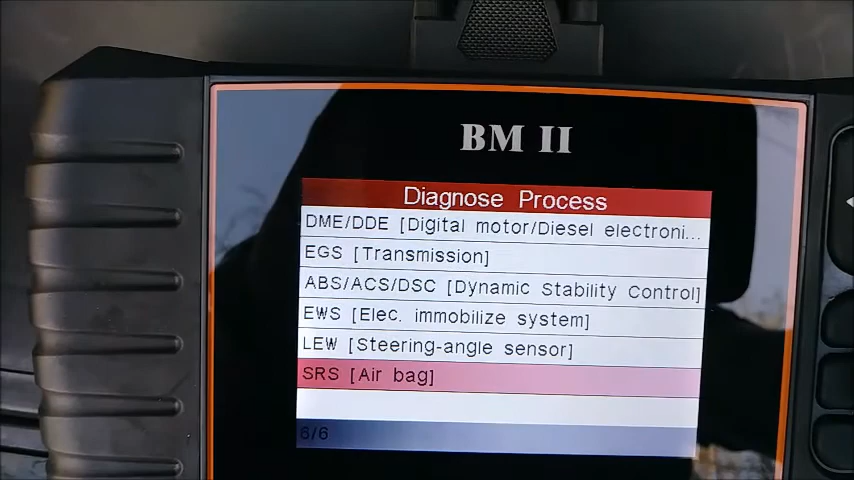 BM II
Diagnose Process
DME/DDE [Digital motor/Diesel electroni...
EGS [Transmission]
ABS/ACS/DSC [Dynamic Stability Control]
EWS [Elec. immobilize system]
LEW [Steering-angle sensor]
SRS [Air bag]
6/6